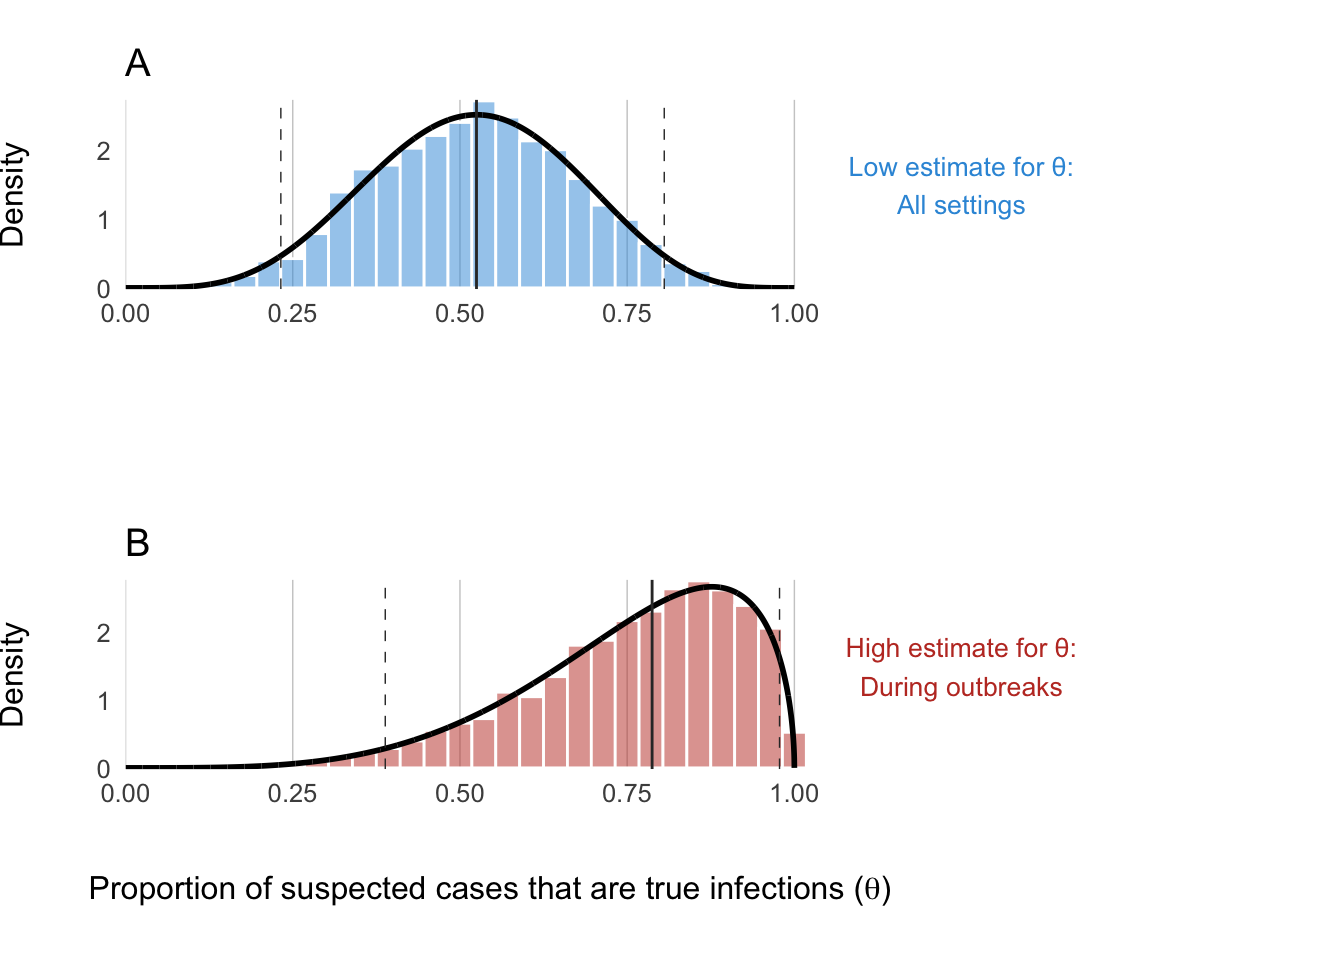 A
Density
2
1
0
0.00 0.25 0.50 0.75 1.00
Low estimate for θ:
All settings
B
Density
2
1
0
0.00 0.25 0.50 0.75 1.00
High estimate for θ:
During outbreaks
Proportion of suspected cases that are true infections (θ)